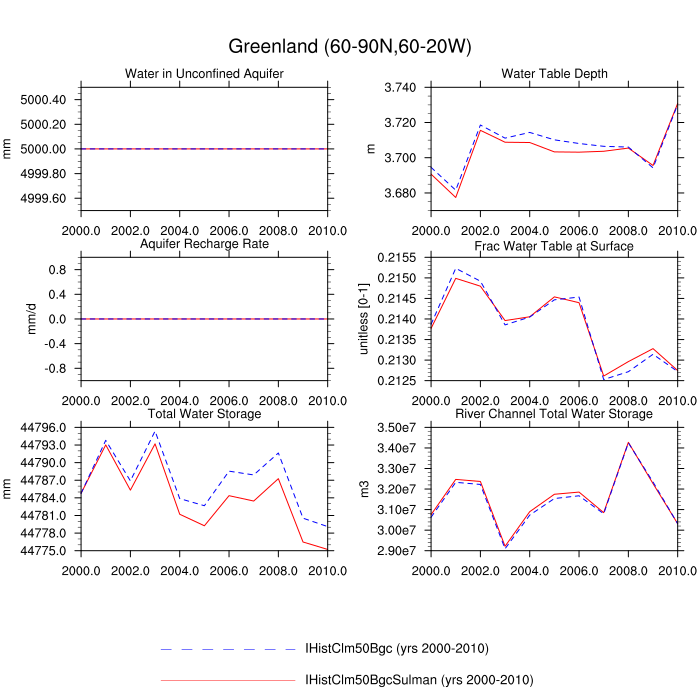 Greenland (60-90N,60-20W)
Water in Unconfined Aquifer
5000.40
5000.20
5000.00
4999.80
4999.60
mm
2000.0 2002.0 2004.0 2006.0 2008.0 2010.0
Water Table Depth
3.740
3.720
3.700
3.680
m
2000.0 2002.0 2004.0 2006.0 2008.0 2010.0
Aquifer Recharge Rate
0.8
0.4
0.0
-0.4
-0.8
mm/d
2000.0 2002.0 2004.0 2006.0 2008.0 2010.0
Frac Water Table at Surface
0.2155
0.2150
0.2145
0.2140
0.2135
0.2130
0.2125
unitless [0-1]
2000.0 2002.0 2004.0 2006.0 2008.0 2010.0
Total Water Storage
44796.0
44793.0
44790.0
44787.0
44784.0
44781.0
44778.0
44775.0
mm
2000.0 2002.0 2004.0 2006.0 2008.0 2010.0
River Channel Total Water Storage
3.50e7
3.40e7
3.30e7
3.20e7
3.10e7
3.00e7
2.90e7
m3
2000.0 2002.0 2004.0 2006.0 2008.0 2010.0
IHistClm50Bgc (yrs 2000-2010)
IHistClm50BgcSulman (yrs 2000-2010)